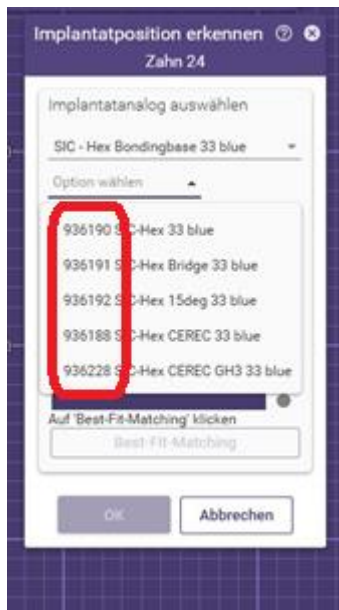 Implantatposition erkennen
Zahn 24
Implantatanalog auswählen
SIC - Hex Bondingbase 33 blue
Option wählen
936190 SIC-Hex 33 blue
936191 SIC-Hex Bridge 33 blue
936192 SIC-Hex 15deg 33 blue
936188 SIC-Hex CEREC 33 blue
936228 SIC-Hex CEREC GH3 33 blue
Auf 'Best-Fit-Matching' klicken
Best-Fit-Matching
OK
Abbrechen